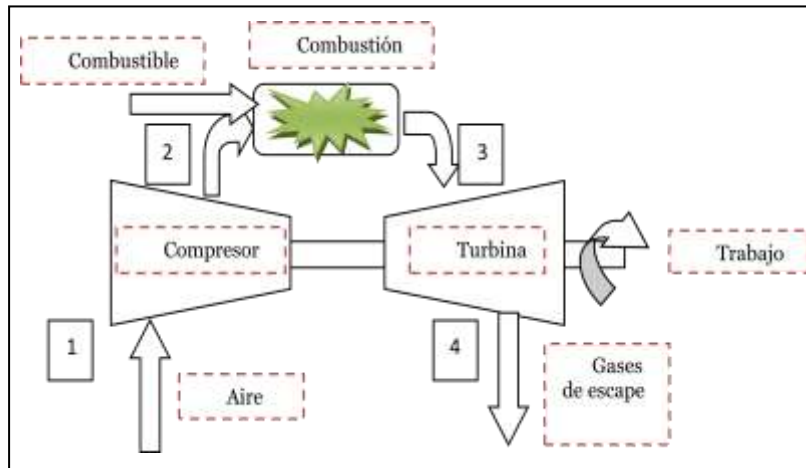 Combustión
Combustible
2
3
Compresor
Turbina
Trabajo
1
4
Aire
Gases
de escape